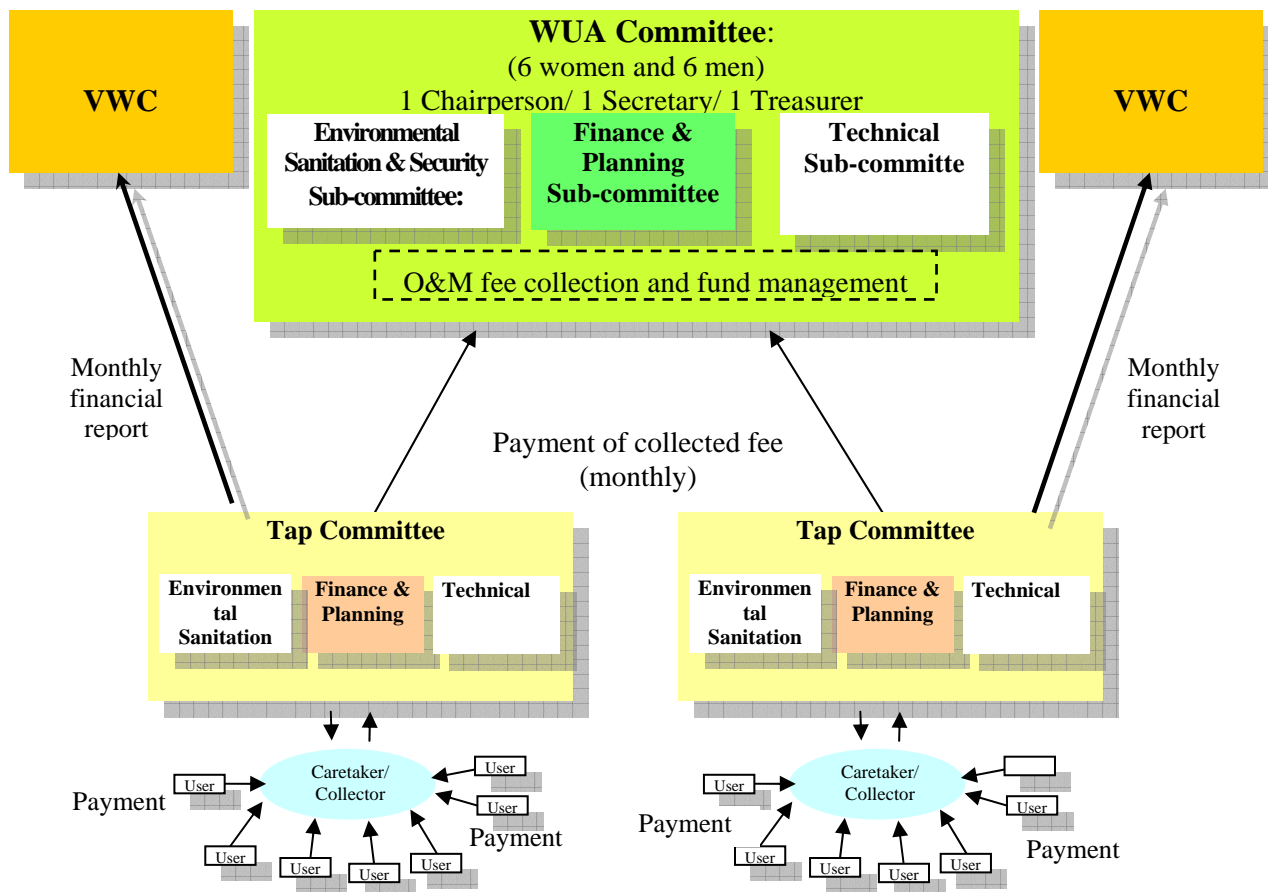 VWC
WUA Committee:
(6 women and 6 men)
1 Chairperson/ 1 Secretary/ 1 Treasurer
Environmental
Sanitation & Security
Sub-committee:
Finance &
Planning
Sub-committee
Technical
Sub-committe
O&M fee collection and fund management
VWC
Monthly
financial
report
Payment of collected fee
(monthly)
Monthly
financial
report
Tap Committee
Environmen
tal
Sanitation
Finance &
Planning
Technical
Tap Committee
Environmen
tal
Sanitation
Finance &
Planning
Technical
Caretaker/
Collector
User
User
User
User
User
User
User
Payment
Payment
Caretaker/
Collector
User
User
User
User
User
User
Payment
Payment